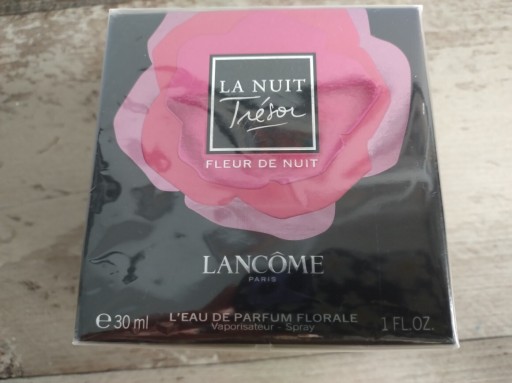 LA NUIT
Trésor
FLEUR DE NUIT
LANCÔME
PARIS
e 30 ml L'EAU DE PARFUM FLORALE 1 FL.OZ.
Vaporisateur - Spray